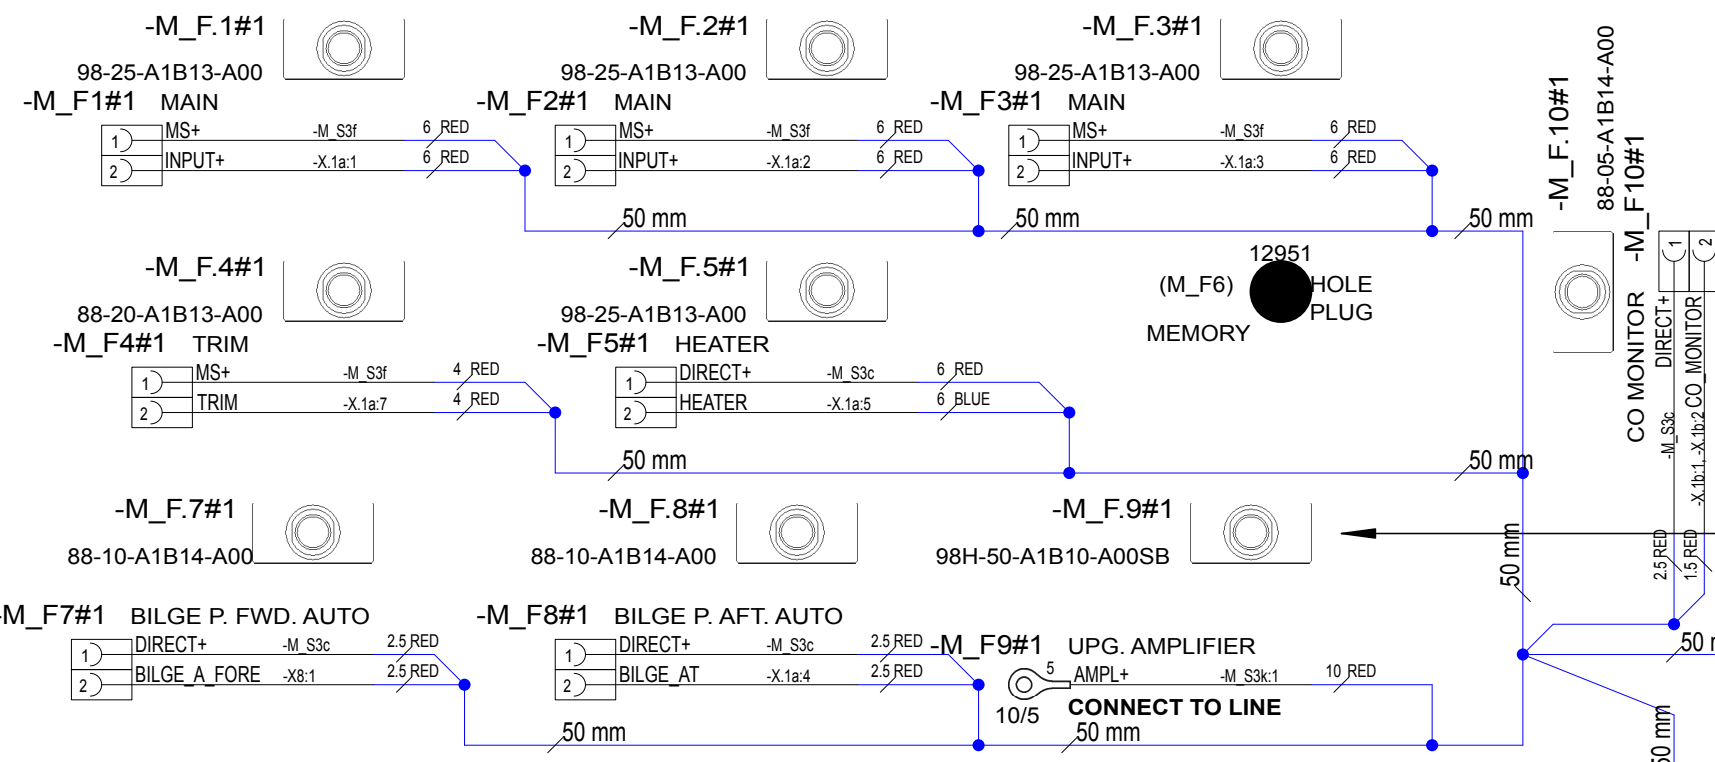 -M_F.1#1
98-25-A1B13-A00
-M_F1#1 MAIN
1 MS+ -M_S3f 6 RED
2 INPUT+ -X.1a:1 6 RED
50 mm
-M_F.2#1
98-25-A1B13-A00
-M_F2#1 MAIN
1 MS+ -M_S3f 6 RED
2 INPUT+ -X.1a:2 6 RED
50 mm
-M_F.3#1
98-25-A1B13-A00
-M_F3#1 MAIN
1 MS+ -M_S3f 6 RED
2 INPUT+ -X.1a:3 6 RED
50 mm
-M_F.4#1
88-20-A1B13-A00
-M_F4#1 TRIM
1 MS+ -M_S3f 4 RED
2 TRIM -X.1a:7 4 RED
50 mm
-M_F.5#1
98-25-A1B13-A00
-M_F5#1 HEATER
1 DIRECT+ -M_S3c 6 RED
2 HEATER -X.1a:5 6 BLUE
50 mm
12951
(M_F6) HOLE
PLUG
MEMORY
-M_F.7#1
88-10-A1B14-A00
-M_F7#1 BILGE P. FWD. AUTO
1 DIRECT+ -M_S3c 2.5 RED
2 BILGE_A_FORE -X8:1 2.5 RED
50 mm
-M_F.8#1
88-10-A1B14-A00
-M_F8#1 BILGE P. AFT. AUTO
1 DIRECT+ -M_S3c 2.5 RED
2 BILGE_AT -X.1a:4 2.5 RED
50 mm
-M_F.9#1
98H-50-A1B10-A00SB
-M_F9#1 UPG. AMPLIFIER
5 AMPL+ -M_S3k:1 10 RED
10/5 CONNECT TO LINE
50 mm
-M_F.10#1
88-05-A1B14-A00
-M_F10#1
CO MONITOR
1 DIRECT+ -M_S3c 2.5 RED
2 CO_MONITOR -X.1b:1, -X.1b:2 1.5 RED
50
50 mm